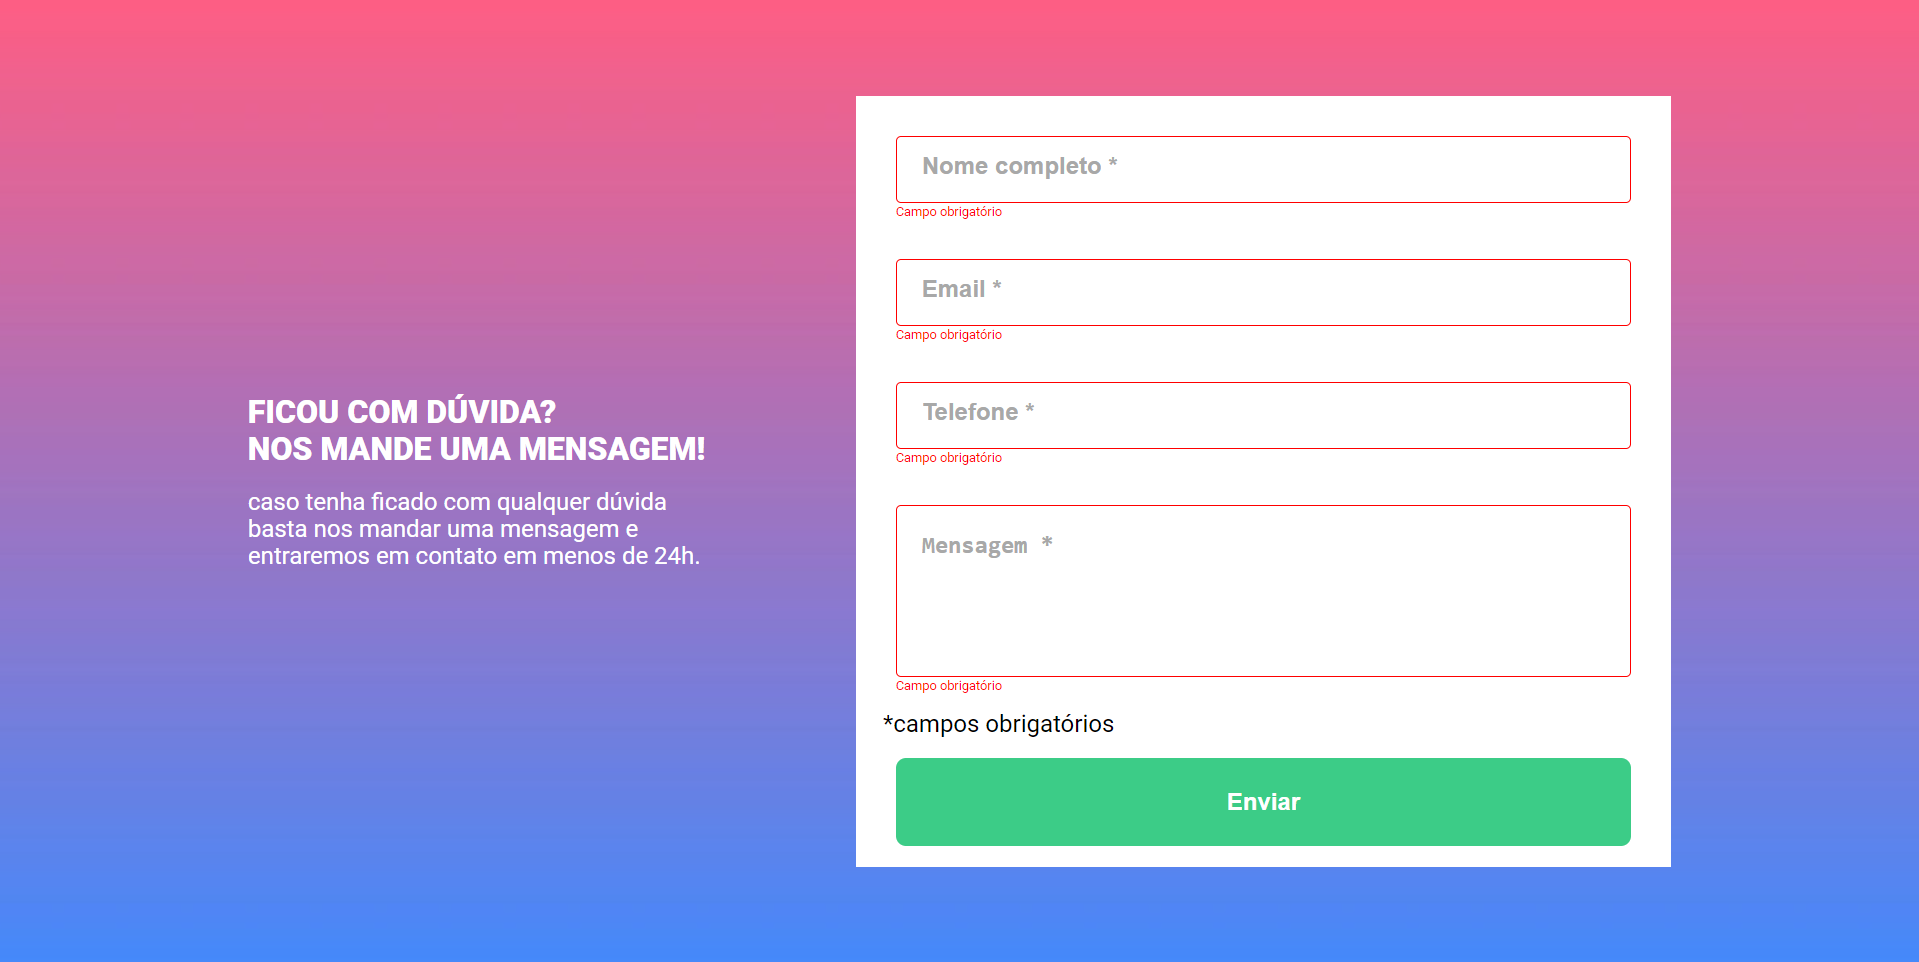 FICOU COM DÚVIDA?
NOS MANDE UMA MENSAGEM!
caso tenha ficado com qualquer dúvida
basta nos mandar uma mensagem e
entraremos em contato em menos de 24h.
Nome completo *
Campo obrigatório
Email *
Campo obrigatório
Telefone *
Campo obrigatório
Mensagem *
Campo obrigatório
*campos obrigatórios
Enviar